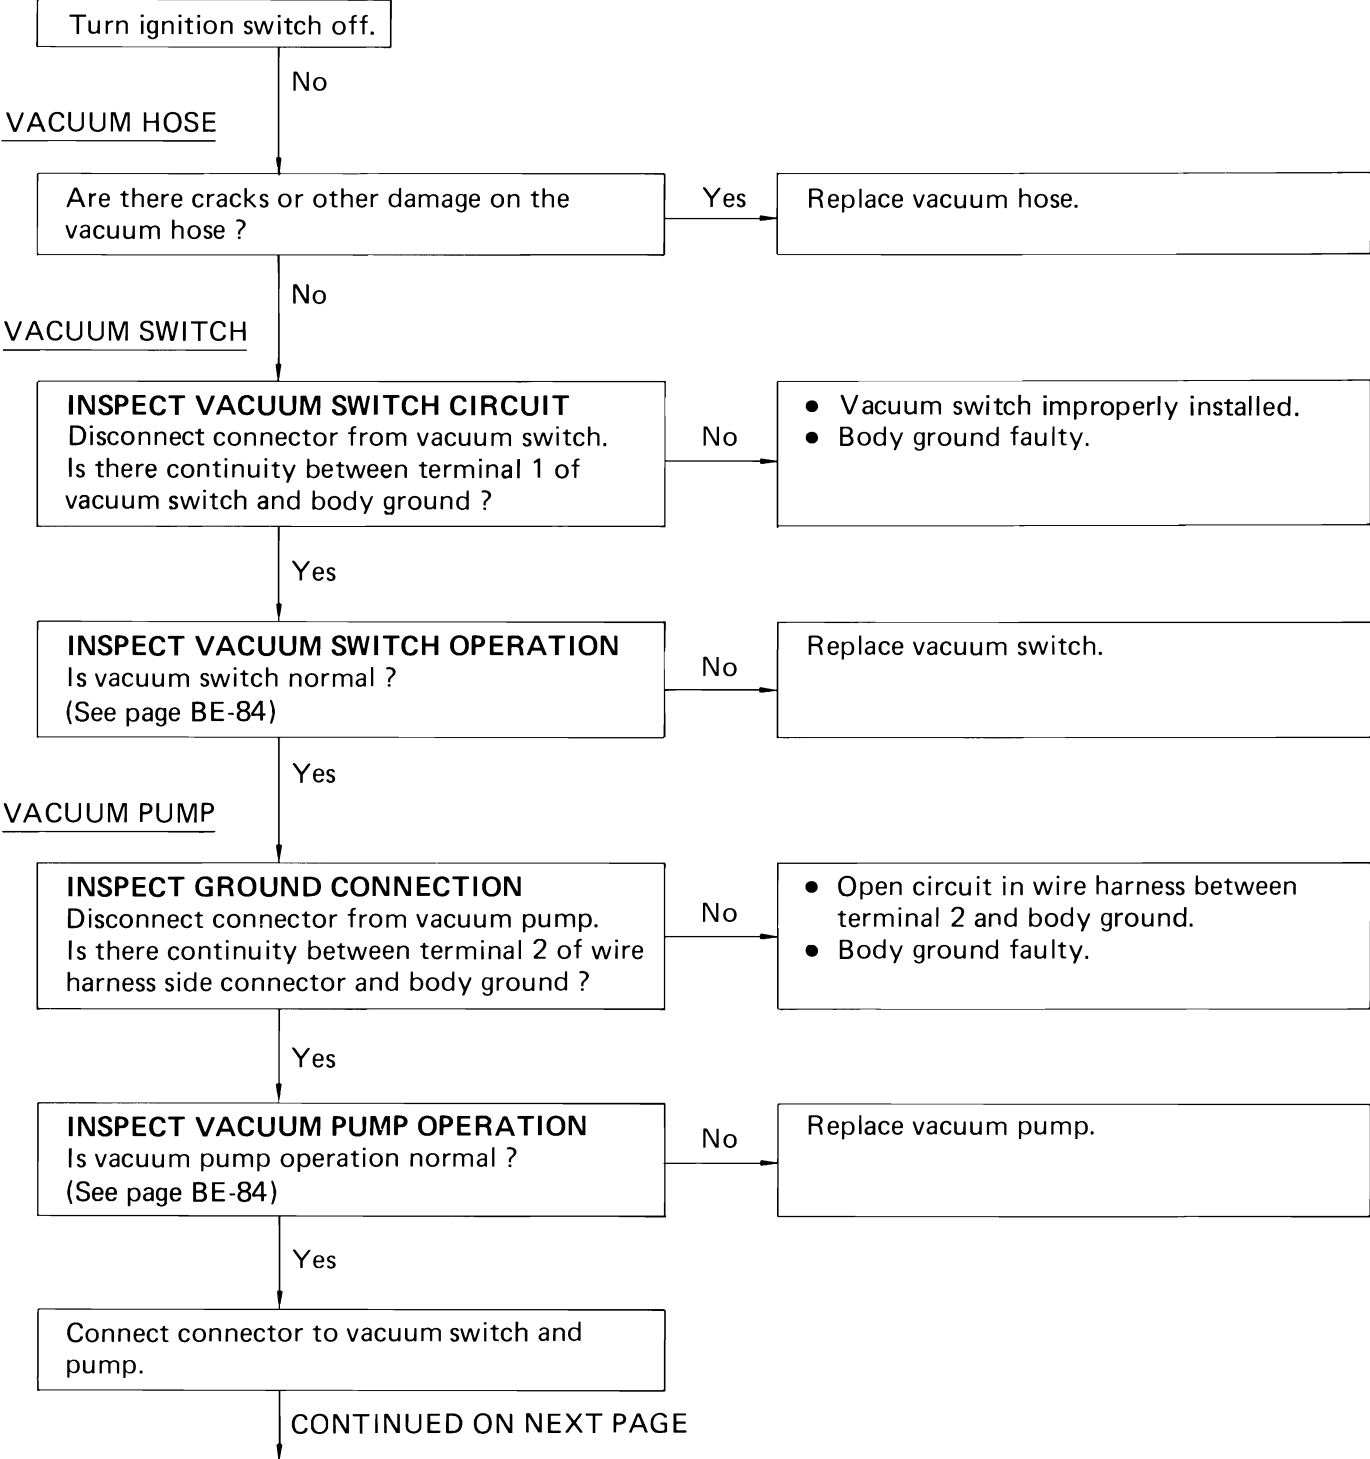 Turn ignition switch off.
No
VACUUM HOSE
Are there cracks or other damage on the
vacuum hose ?
Yes
Replace vacuum hose.
No
VACUUM SWITCH
INSPECT VACUUM SWITCH CIRCUIT
Disconnect connector from vacuum switch.
Is there continuity between terminal 1 of
vacuum switch and body ground ?
No
● Vacuum switch improperly installed.
● Body ground faulty.
Yes
INSPECT VACUUM SWITCH OPERATION
Is vacuum switch normal ?
(See page BE-84)
No
Replace vacuum switch.
Yes
VACUUM PUMP
INSPECT GROUND CONNECTION
Disconnect connector from vacuum pump.
Is there continuity between terminal 2 of wire
harness side connector and body ground ?
No
● Open circuit in wire harness between
terminal 2 and body ground.
● Body ground faulty.
Yes
INSPECT VACUUM PUMP OPERATION
Is vacuum pump operation normal ?
(See page BE-84)
No
Replace vacuum pump.
Yes
Connect connector to vacuum switch and
pump.
CONTINUED ON NEXT PAGE